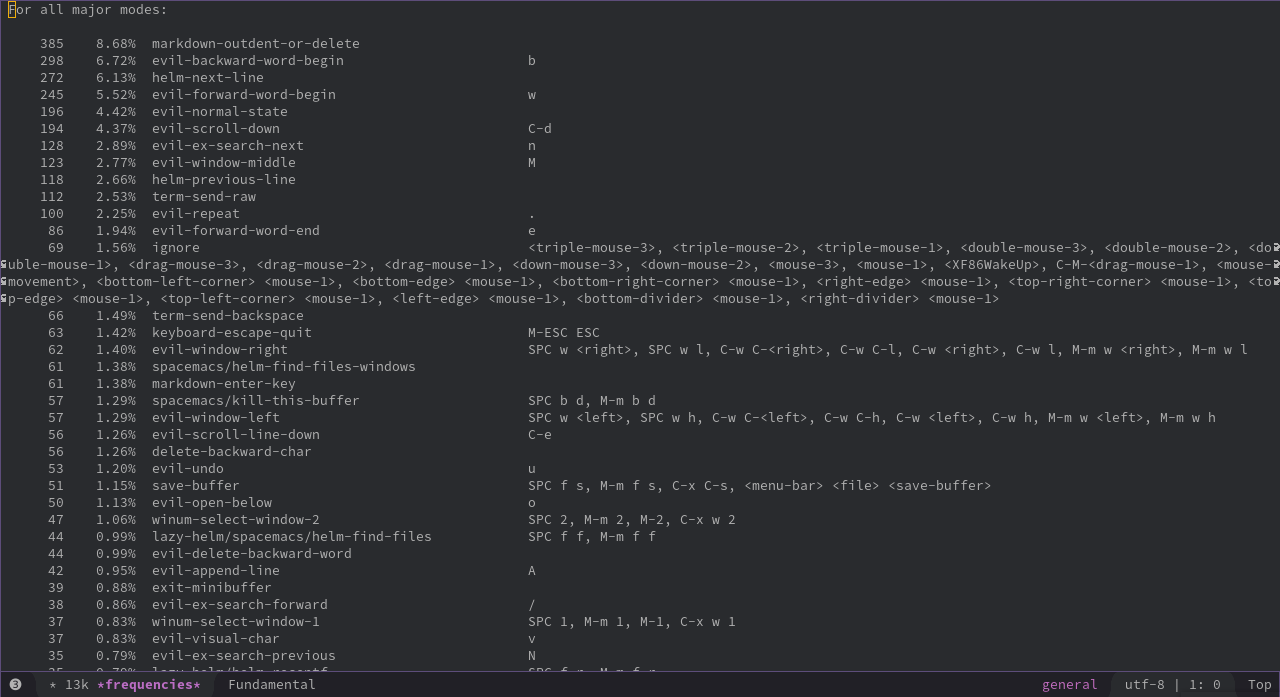 For all major modes:
385 8.68% markdown-outdent-or-delete
298 6.72% evil-backward-word-begin b
272 6.13% helm-next-line
245 5.52% evil-forward-word-begin w
196 4.42% evil-normal-state
194 4.37% evil-scroll-down C-d
128 2.89% evil-ex-search-next n
123 2.77% evil-window-middle M
118 2.66% helm-previous-line
112 2.53% term-send-raw
100 2.25% evil-repeat .
86 1.94% evil-forward-word-end e
69 1.56% ignore <triple-mouse-3>, <triple-mouse-2>, <triple-mouse-1>, <double-mouse-3>, <double-mouse-2>, <do
uble-mouse-1>, <drag-mouse-3>, <drag-mouse-2>, <drag-mouse-1>, <down-mouse-3>, <down-mouse-2>, <mouse-3>, <mouse-1>, <XF86WakeUp>, C-M-<drag-mouse-1>, <mouse-
movement>, <bottom-left-corner> <mouse-1>, <bottom-edge> <mouse-1>, <bottom-right-corner> <mouse-1>, <right-edge> <mouse-1>, <top-right-corner> <mouse-1>, <to
p-edge> <mouse-1>, <top-left-corner> <mouse-1>, <left-edge> <mouse-1>, <bottom-divider> <mouse-1>, <right-divider> <mouse-1>
66 1.49% term-send-backspace
63 1.42% keyboard-escape-quit M-ESC ESC
62 1.40% evil-window-right SPC w <right>, SPC w l, C-w C-<right>, C-w C-l, C-w <right>, C-w l, M-m w <right>, M-m w l
61 1.38% spacemacs/helm-find-files-windows
61 1.38% markdown-enter-key
57 1.29% spacemacs/kill-this-buffer SPC b d, M-m b d
57 1.29% evil-window-left SPC w <left>, SPC w h, C-w C-<left>, C-w C-h, C-w <left>, C-w h, M-m w <left>, M-m w h
56 1.26% evil-scroll-line-down C-e
56 1.26% delete-backward-char
53 1.20% evil-undo u
51 1.15% save-buffer SPC f s, M-m f s, C-x C-s, <menu-bar> <file> <save-buffer>
50 1.13% evil-open-below o
47 1.06% winum-select-window-2 SPC 2, M-m 2, M-2, C-x w 2
44 0.99% lazy-helm/spacemacs/helm-find-files SPC f f, M-m f f
44 0.99% evil-delete-backward-word
42 0.95% evil-append-line A
39 0.88% exit-minibuffer
38 0.86% evil-ex-search-forward /
37 0.83% winum-select-window-1 SPC 1, M-m 1, M-1, C-x w 1
37 0.83% evil-visual-char v
35 0.79% evil-ex-search-previous N
35 0.79% lazy-helm/helm-recentf SPC f r, M-m f r
❸ * 13k *frequencies* Fundamental general utf-8 | 1: 0 Top